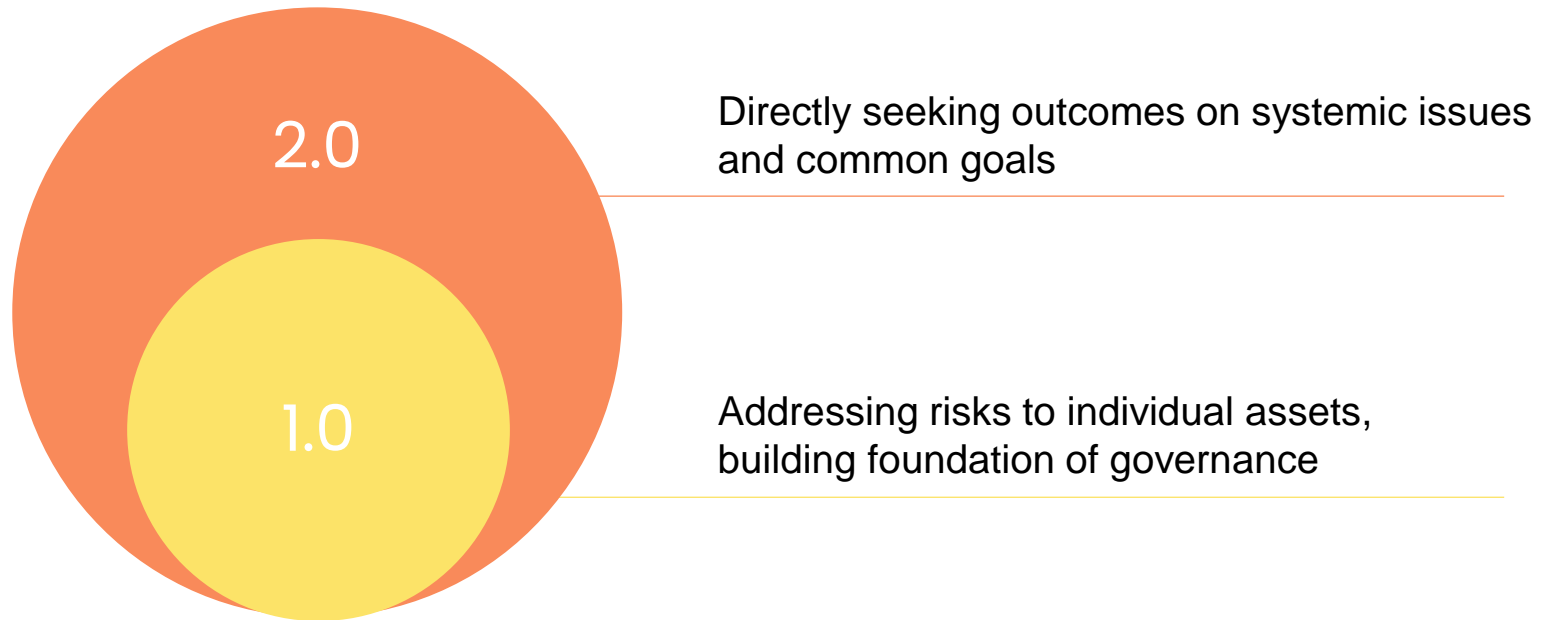 2.0
Directly seeking outcomes on systemic issues
and common goals
1.0
Addressing risks to individual assets,
building foundation of governance